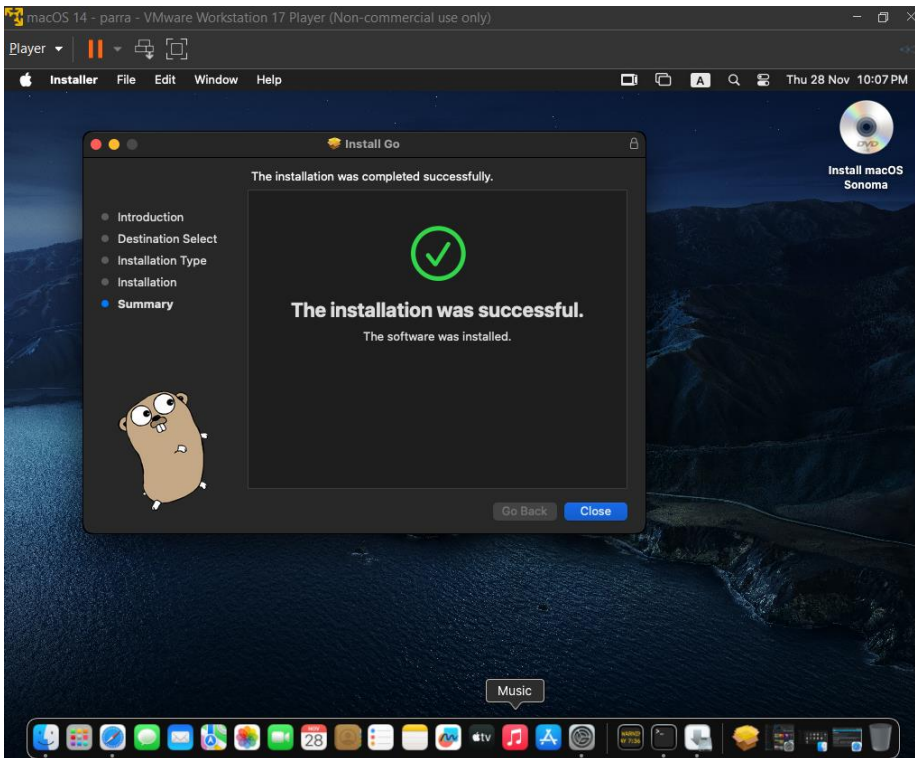 macOS 14 - parra - VMware Workstation 17 Player (Non-commercial use only)
Player
Installer File Edit Window Help A Thu 28 Nov 10:07 PM
Install Go
The installation was completed successfully.
Introduction
Destination Select
Installation Type
Installation
Summary
The installation was successful.
The software was installed.
Go Back Close
DVD
Install macOS
Sonoma
Music
NOV
28
tv